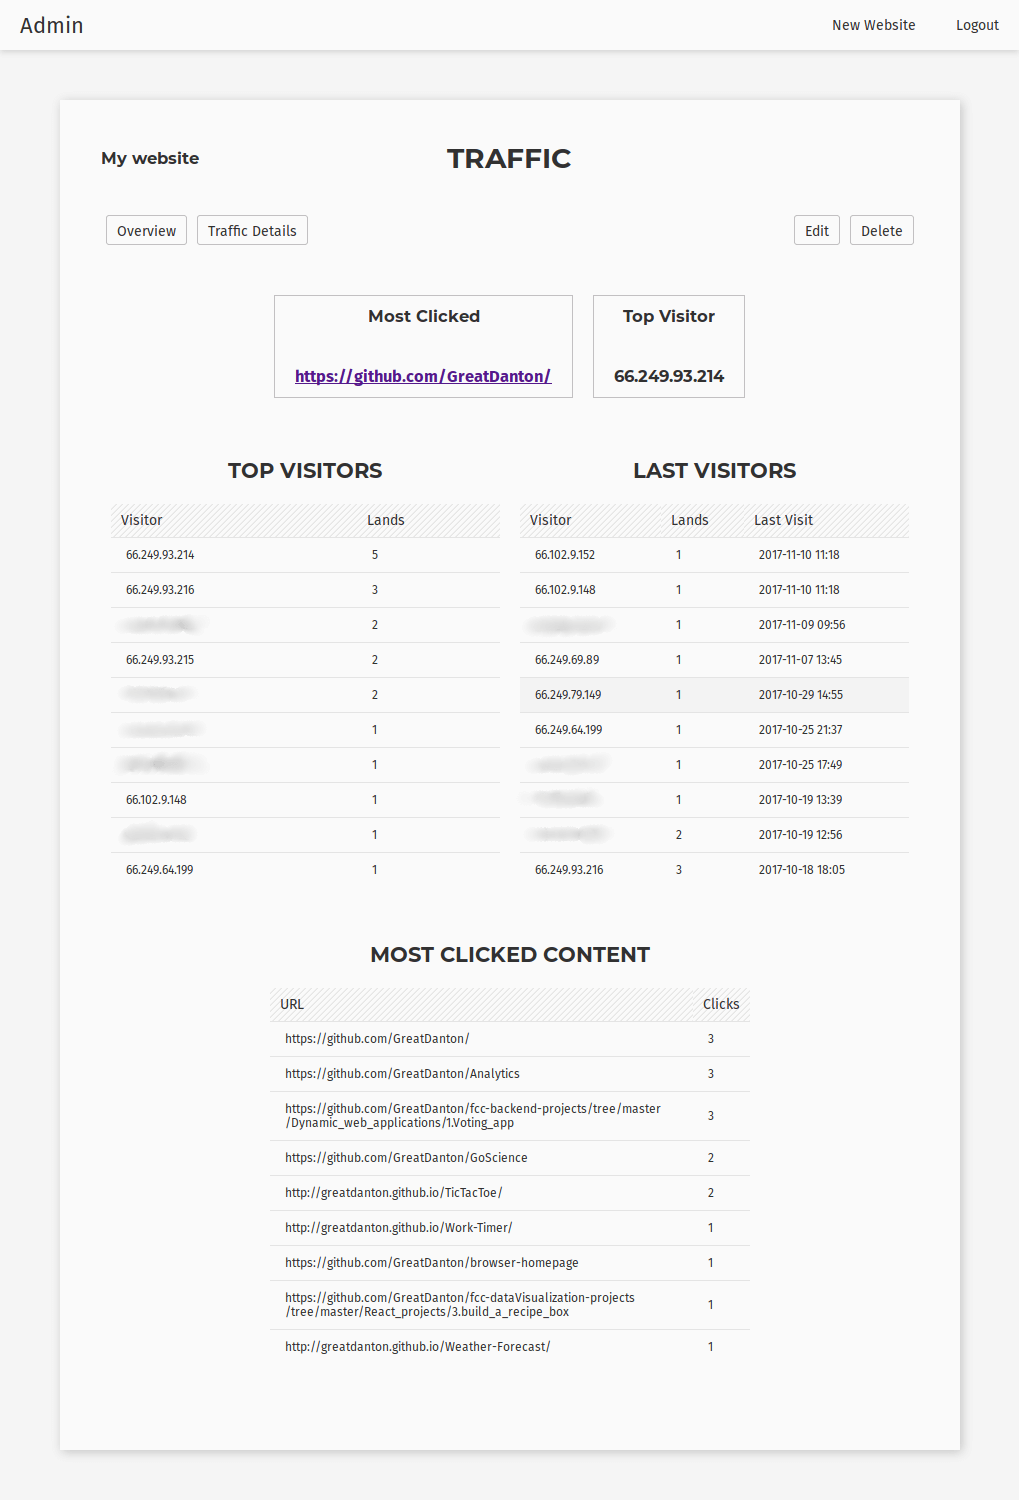 Admin New Website Logout
My website TRAFFIC
Overview Traffic Details Edit Delete
Most Clicked Top Visitor
https://github.com/GreatDanton/ 66.249.93.214
TOP VISITORS
Visitor Lands
66.249.93.214 5
66.249.93.216 3
2
66.249.93.215 2
2
1
1
66.102.9.148 1
1
66.249.64.199 1
LAST VISITORS
Visitor Lands Last Visit
66.102.9.152 1 2017-11-10 11:18
66.102.9.148 1 2017-11-10 11:18
1 2017-11-09 09:56
66.249.69.89 1 2017-11-07 13:45
66.249.79.149 1 2017-10-29 14:55
66.249.64.199 1 2017-10-25 21:37
1 2017-10-25 17:49
1 2017-10-19 13:39
2 2017-10-19 12:56
66.249.93.216 3 2017-10-18 18:05
MOST CLICKED CONTENT
URL Clicks
https://github.com/GreatDanton/ 3
https://github.com/GreatDanton/Analytics 3
https://github.com/GreatDanton/fcc-backend-projects/tree/master
/Dynamic_web_applications/1.Voting_app 3
https://github.com/GreatDanton/GoScience 2
http://greatdanton.github.io/TicTacToe/ 2
http://greatdanton.github.io/Work-Timer/ 1
https://github.com/GreatDanton/browser-homepage 1
https://github.com/GreatDanton/fcc-dataVisualization-projects
/tree/master/React_projects/3.build_a_recipe_box 1
http://greatdanton.github.io/Weather-Forecast/ 1